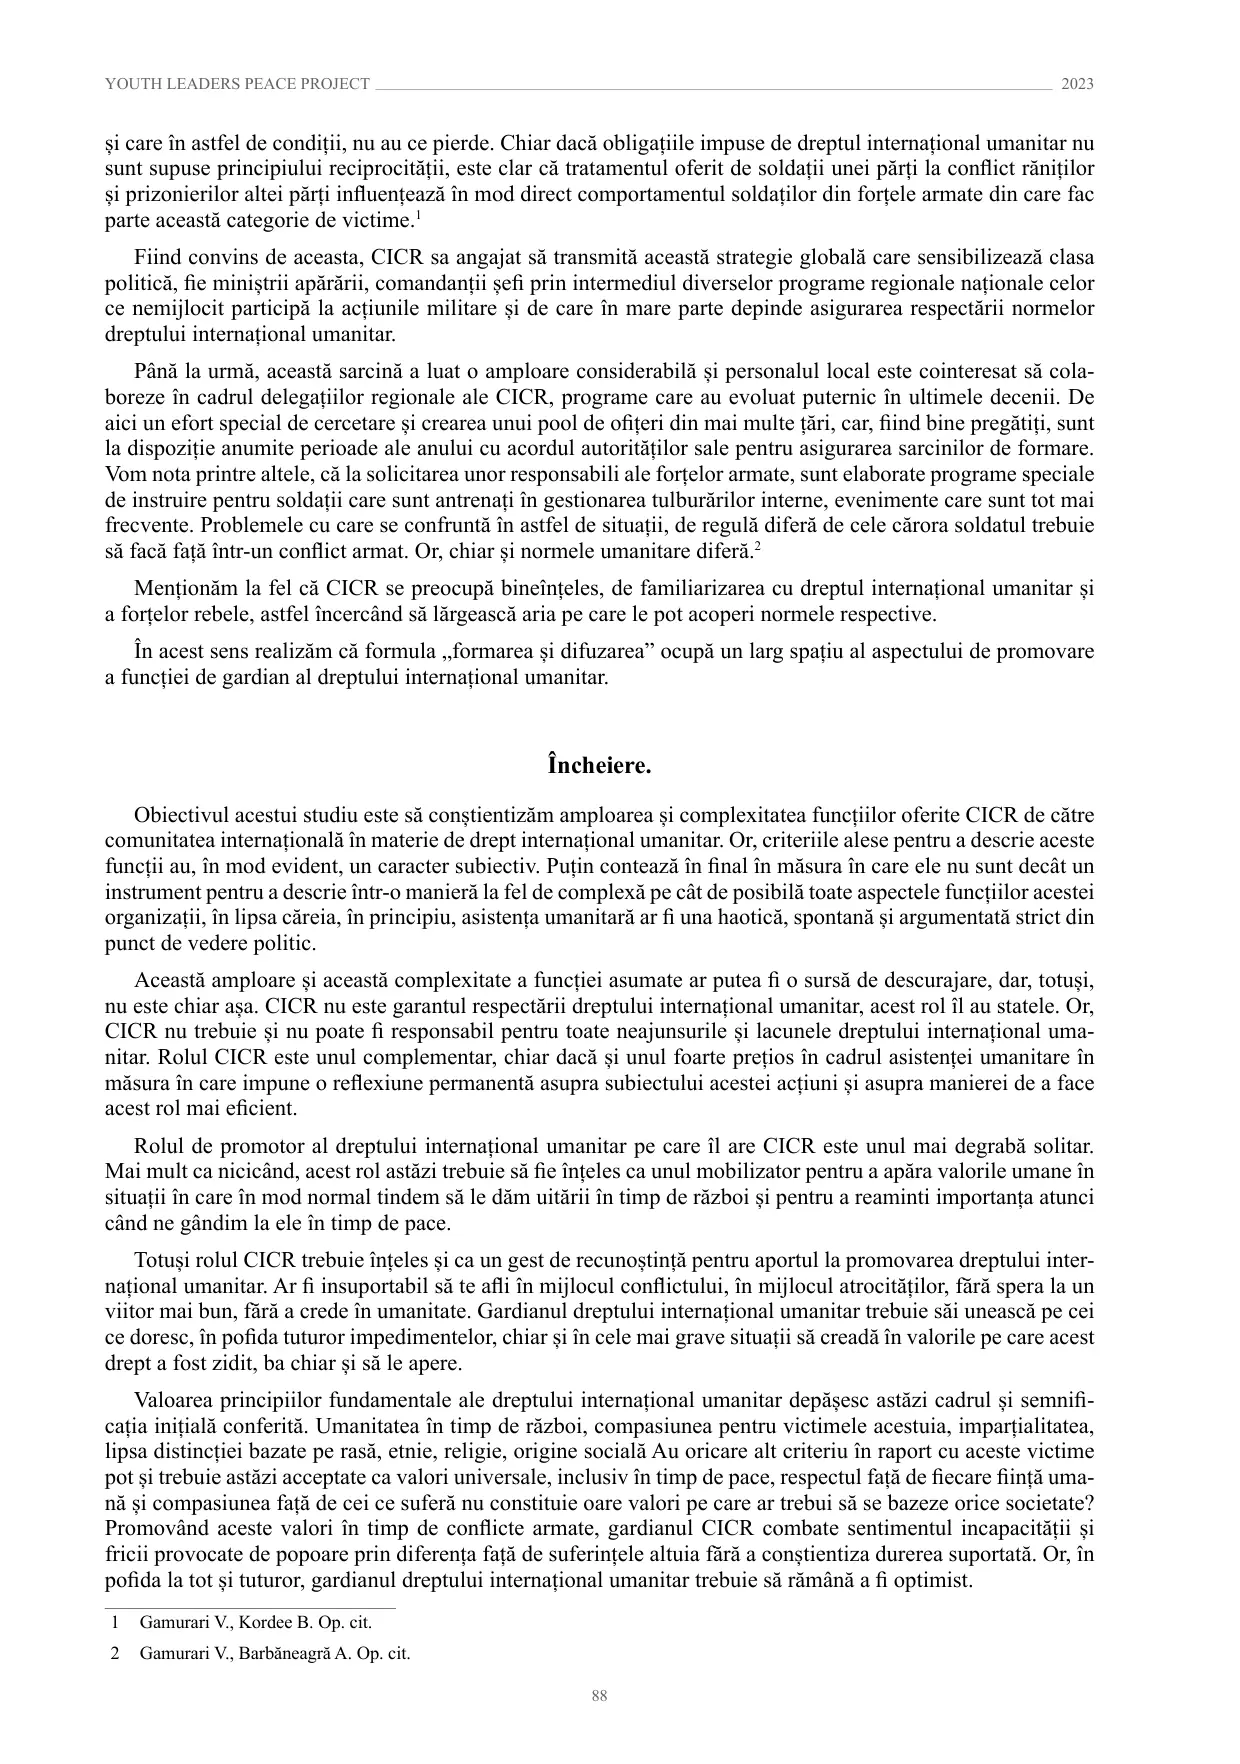 YOUTH LEADERS PEACE PROJECT 2023
și care în astfel de condiții, nu au ce pierde. Chiar dacă obligațiile impuse de dreptul internațional umanitar nu
sunt supuse principiului reciprocității, este clar că tratamentul oferit de soldații unei părți la conflict răniților
și prizonierilor altei părți influențează în mod direct comportamentul soldaților din forțele armate din care fac
parte această categorie de victime.1
Fiind convins de aceasta, CICR sa angajat să transmită această strategie globală care sensibilizează clasa
politică, fie miniștrii apărării, comandanții șefi prin intermediul diverselor programe regionale naționale celor
ce nemijlocit participă la acțiunile militare și de care în mare parte depinde asigurarea respectării normelor
dreptului internațional umanitar.
Până la urmă, această sarcină a luat o amploare considerabilă și personalul local este cointeresat să cola-
boreze în cadrul delegațiilor regionale ale CICR, programe care au evoluat puternic în ultimele decenii. De
aici un efort special de cercetare și crearea unui pool de ofițeri din mai multe țări, car, fiind bine pregătiți, sunt
la dispoziție anumite perioade ale anului cu acordul autorităților sale pentru asigurarea sarcinilor de formare.
Vom nota printre altele, că la solicitarea unor responsabili ale forțelor armate, sunt elaborate programe speciale
de instruire pentru soldații care sunt antrenați în gestionarea tulburărilor interne, evenimente care sunt tot mai
frecvente. Problemele cu care se confruntă în astfel de situații, de regulă diferă de cele cărora soldatul trebuie
să facă față într-un conflict armat. Or, chiar și normele umanitare diferă.2
Menționăm la fel că CICR se preocupă bineînțeles, de familiarizarea cu dreptul internațional umanitar și
a forțelor rebele, astfel încercând să lărgească aria pe care le pot acoperi normele respective.
În acest sens realizăm că formula „formarea și difuzarea” ocupă un larg spațiu al aspectului de promovare
a funcției de gardian al dreptului internațional umanitar.
Încheiere.
Obiectivul acestui studiu este să conștientizăm amploarea și complexitatea funcțiilor oferite CICR de către
comunitatea internațională în materie de drept internațional umanitar. Or, criteriile alese pentru a descrie aceste
funcții au, în mod evident, un caracter subiectiv. Puțin contează în final în măsura în care ele nu sunt decât un
instrument pentru a descrie într-o manieră la fel de complexă pe cât de posibilă toate aspectele funcțiilor acestei
organizații, în lipsa căreia, în principiu, asistența umanitară ar fi una haotică, spontană și argumentată strict din
punct de vedere politic.
Această amploare și această complexitate a funcției asumate ar putea fi o sursă de descurajare, dar, totuși,
nu este chiar așa. CICR nu este garantul respectării dreptului internațional umanitar, acest rol îl au statele. Or,
CICR nu trebuie și nu poate fi responsabil pentru toate neajunsurile și lacunele dreptului internațional uma-
nitar. Rolul CICR este unul complementar, chiar dacă și unul foarte prețios în cadrul asistenței umanitare în
măsura în care impune o reflexiune permanentă asupra subiectului acestei acțiuni și asupra manierei de a face
acest rol mai eficient.
Rolul de promotor al dreptului internațional umanitar pe care îl are CICR este unul mai degrabă solitar.
Mai mult ca nicicând, acest rol astăzi trebuie să fie înțeles ca unul mobilizator pentru a apăra valorile umane în
situații în care în mod normal tindem să le dăm uitării în timp de război și pentru a reaminti importanța atunci
când ne gândim la ele în timp de pace.
Totuși rolul CICR trebuie înțeles și ca un gest de recunoștință pentru aportul la promovarea dreptului inter-
național umanitar. Ar fi insuportabil să te afli în mijlocul conflictului, în mijlocul atrocităților, fără spera la un
viitor mai bun, fără a crede în umanitate. Gardianul dreptului internațional umanitar trebuie săi unească pe cei
ce doresc, în pofida tuturor impedimentelor, chiar și în cele mai grave situații să creadă în valorile pe care acest
drept a fost zidit, ba chiar și să le apere.
Valoarea principiilor fundamentale ale dreptului internațional umanitar depășesc astăzi cadrul și semnifi-
cația inițială conferită. Umanitatea în timp de război, compasiunea pentru victimele acestuia, imparțialitatea,
lipsa distincției bazate pe rasă, etnie, religie, origine socială Au oricare alt criteriu în raport cu aceste victime
pot și trebuie astăzi acceptate ca valori universale, inclusiv în timp de pace, respectul față de fiecare ființă uma-
nă și compasiunea față de cei ce suferă nu constituie oare valori pe care ar trebui să se bazeze orice societate?
Promovând aceste valori în timp de conflicte armate, gardianul CICR combate sentimentul incapacității și
fricii provocate de popoare prin diferența față de suferințele altuia fără a conștientiza durerea suportată. Or, în
pofida la tot și tuturor, gardianul dreptului internațional umanitar trebuie să rămână a fi optimist.
1 Gamurari V., Kordee B. Op. cit.
2 Gamurari V., Barbăneagră A. Op. cit.
88